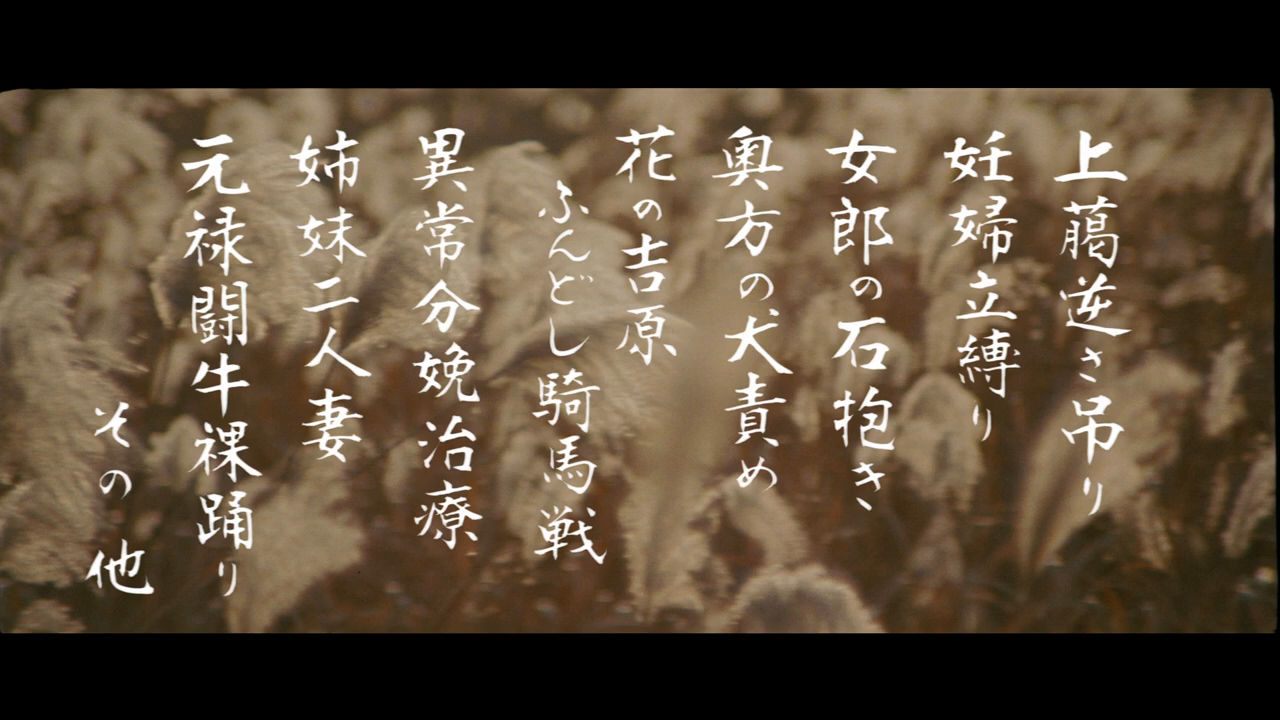 上﨟逆さ吊り
妊婦立縛り
女郎の石抱き
奥方の犬責め
花の吉原
ふんどし騎馬戦
異常分娩治療
姉妹二人妻
元禄闘牛裸踊り
その他